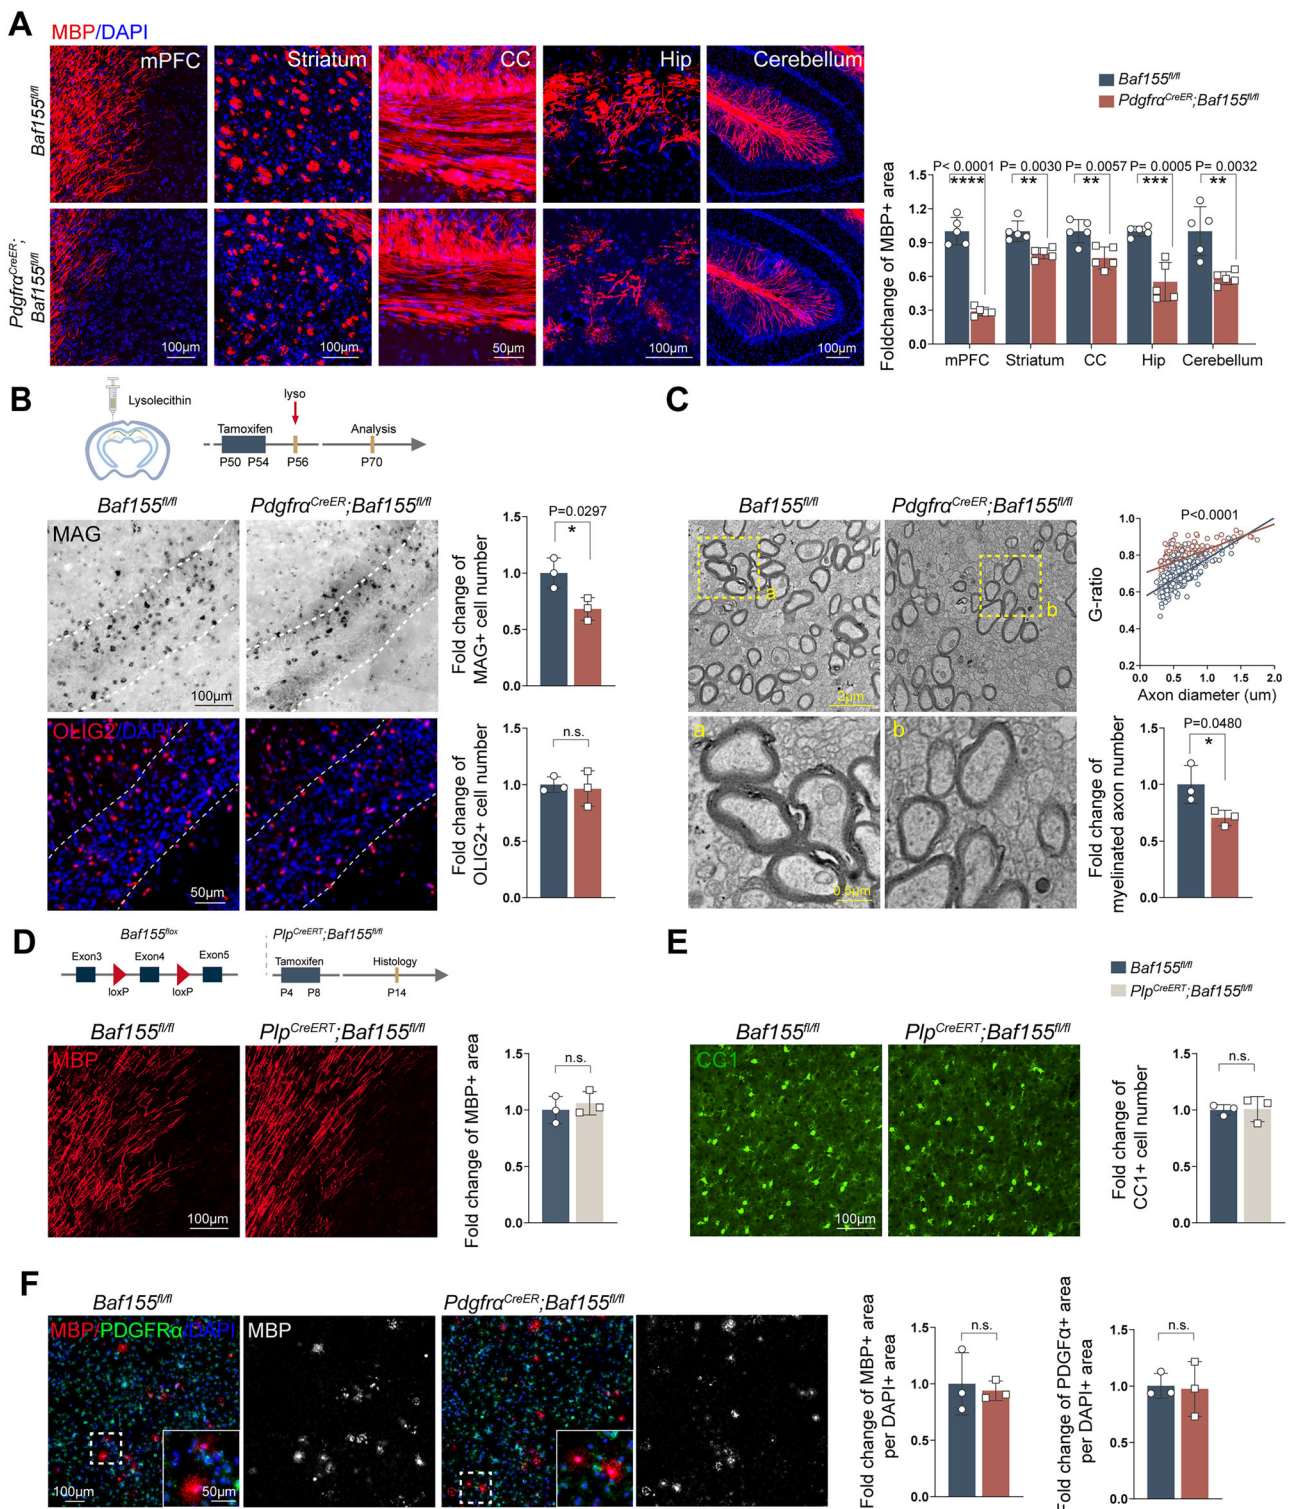 A
MBP/DAPI
mPFC
Striatum
CC
Hip
Cerebellum
Baf155fl/fl
PdgfrαCreER;
Baf155fl/fl
100μm
100μm
50μm
100μm
100μm
Baf155fl/fl
PdgfrαCreER;Baf155fl/fl
Foldchange of MBP+ area
P< 0.0001 P= 0.0030 P= 0.0057 P= 0.0005 P= 0.0032
**** ** ** *** **
1.5
1.2
0.9
0.6
0.3
0.0
mPFC Striatum CC Hip Cerebellum
B
Lysolecithin
lyso
Tamoxifen
Analysis
P50 P54 P56 P70
Baf155fl/fl
PdgfrαCreER;Baf155fl/fl
MAG
100μm
Fold change of
MAG+ cell number
P=0.0297
*
1.5
1.0
0.5
0.0
OLIG2/DAPI
50μm
Fold change of
OLIG2+ cell number
n.s.
1.5
1.0
0.5
0.0
C
Baf155fl/fl
PdgfrαCreER;Baf155fl/fl
a
b
2μm
a
b
0.5μm
P<0.0001
G-ratio
1.0
0.8
0.6
0.4
0.2
0.0 0.5 1.0 1.5 2.0
Axon diameter (um)
Fold change of
myelinated axon number
P=0.0480
*
1.5
1.0
0.5
0.0
D
Baf155flox
Exon3 Exon4 Exon5
loxP loxP
PlpCreERT;Baf155fl/fl
Tamoxifen
Histology
P4 P8 P14
Baf155fl/fl
PlpCreERT;Baf155fl/fl
MBP
100μm
Fold change of MBP+ area
n.s.
1.5
1.0
0.5
0.0
E
Baf155fl/fl
PlpCreERT;Baf155fl/fl
Baf155fl/fl
PlpCreERT;Baf155fl/fl
CC1
100μm
Fold change of
CC1+ cell number
n.s.
1.5
1.0
0.5
0.0
F
Baf155fl/fl
PdgfrαCreER;Baf155fl/fl
MBP/PDGFRα/DAPI
MBP
100μm
50μm
Fold change of MBP+ area
per DAPI+ area
n.s.
1.5
1.0
0.5
0.0
Fold change of PDGFα+ area
per DAPI+ area
n.s.
1.5
1.0
0.5
0.0